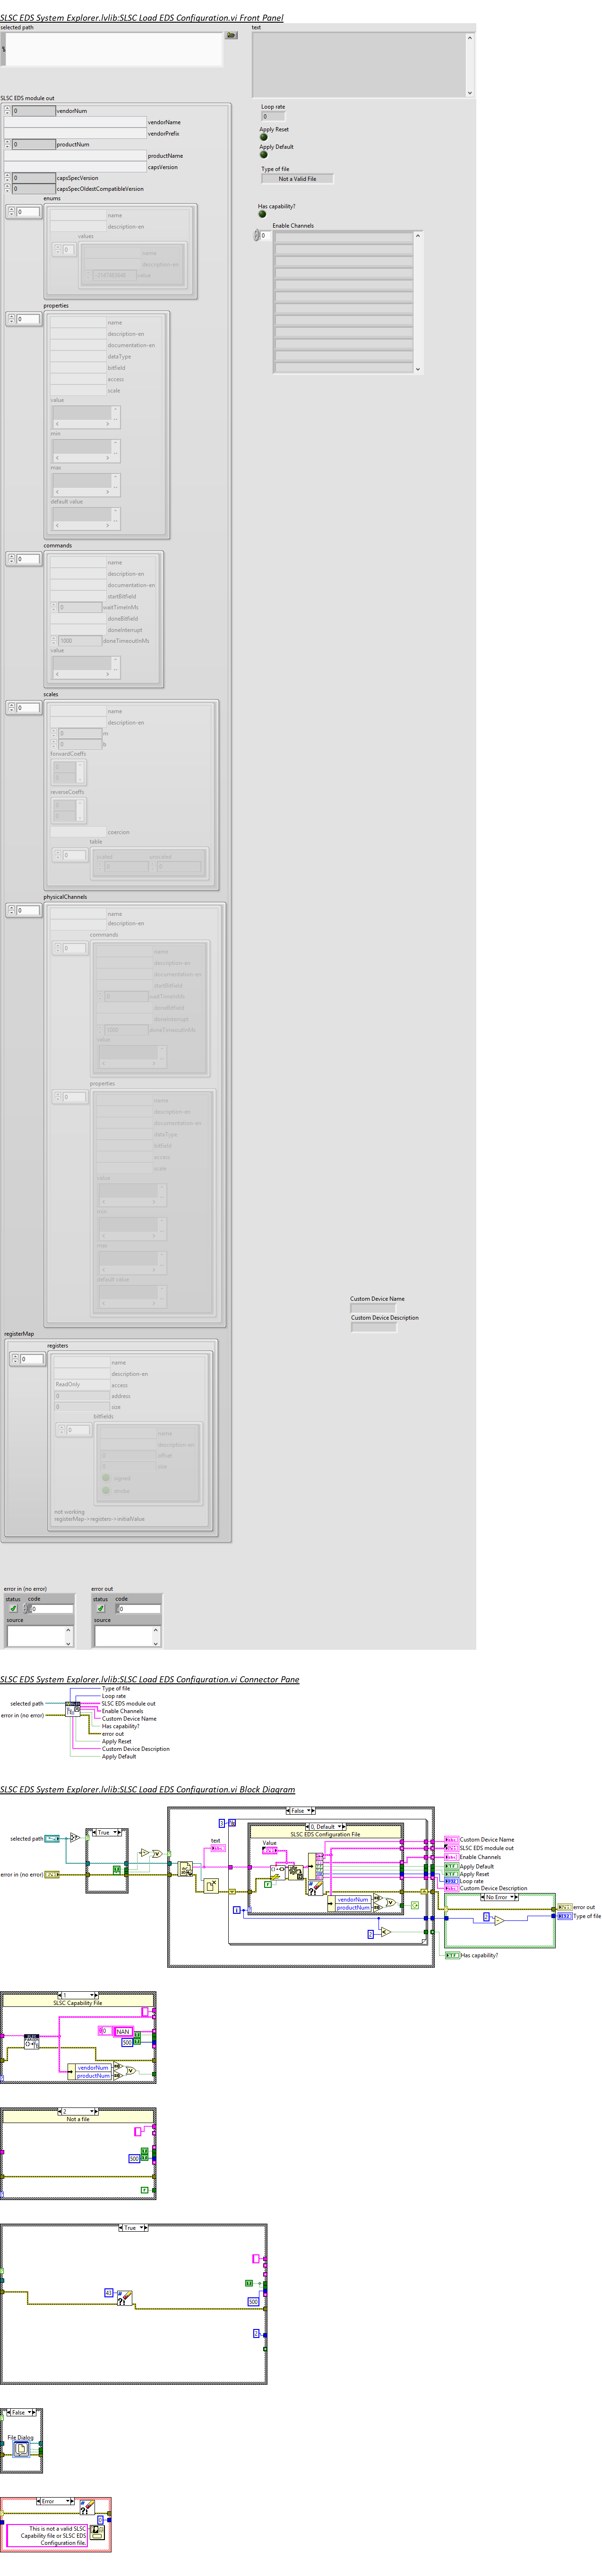 SLSC EDS System Explorer.lvlib:SLSC Load EDS Configuration.vi Front Panel
selected path
text
SLSC EDS module out
0 vendorNum
vendorName
vendorPrefix
0 productNum
productName
capsVersion
0 capsSpecVersion
0 capsSpecOldestCompatibleVersion
Loop rate
0
Apply Reset
Apply Default
Type of file
Not a Valid File
Has capability?
Enable Channels
0
enums
0
name
description-en
values
0
name
description-en
value
properties
0
name
description-en
documentation-en
dataType
bitfield
access
scale
value
min
max
default value
commands
0
name
description-en
documentation-en
startBitfield
0 waitTimeInMs
doneBitfield
doneInterrupt
1000 doneTimeoutInMs
value
scales
0
name
description-en
0 m
0 b
forwardCoeffs
0
0
reverseCoeffs
0
0
coercion
table
0
scaled unscaled
0 0
physicalChannels
0
name
description-en
commands
0
name
description-en
documentation-en
startBitfield
0 waitTimeInMs
doneBitfield
doneInterrupt
1000 doneTimeoutInMs
value
properties
0
name
description-en
documentation-en
dataType
bitfield
access
scale
value
min
max
default value
Custom Device Name
Custom Device Description
registerMap
registers
0
name
description-en
ReadOnly access
0 address
0 size
bitfields
0
name
description-en
0 offset
0 size
signed
strobe
not working
registerMap->registers->initialValue
error in (no error)
status code
0
source
error out
status code
0
source
SLSC EDS System Explorer.lvlib:SLSC Load EDS Configuration.vi Connector Pane
selected path
error in (no error)
Type of file
Loop rate
SLSC EDS module out
Enable Channels
Custom Device Name
Has capability?
error out
Apply Reset
Custom Device Description
Apply Default
SLSC EDS System Explorer.lvlib:SLSC Load EDS Configuration.vi Block Diagram
False
0, Default
SLSC EDS Configuration File
True
selected path
error in (no error)
text
Value
vendorNum
productNum
Custom Device Name
SLSC EDS module out
Enable Channels
Apply Default
Apply Reset
Loop rate
Custom Device Description
No Error
2
2
error out
Type of file
Has capability?
1
SLSC Capability File
NAN
500
vendorNum
productNum
2
Not a file
500
F
True
43
500
2
False
File Dialog
Error
0
This is not a valid SLSC
Capability file or SLSC EDS
Configuration file.